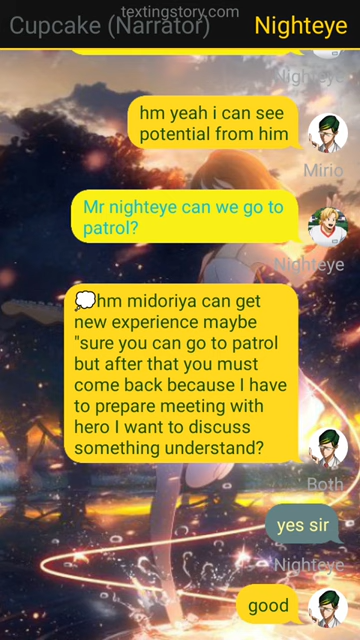 textingstory.com
Cupcake (Narrator)
Nighteye
Nighteye
hm yeah i can see
potential from him
Mirio
Mr nighteye can we go to
patrol?
Nighteye
💭hm midoriya can get
new experience maybe
"sure you can go to patrol
but after that you must
come back because I have
to prepare meeting with
hero I want to discuss
something understand?
Both
yes sir
Nighteye
good